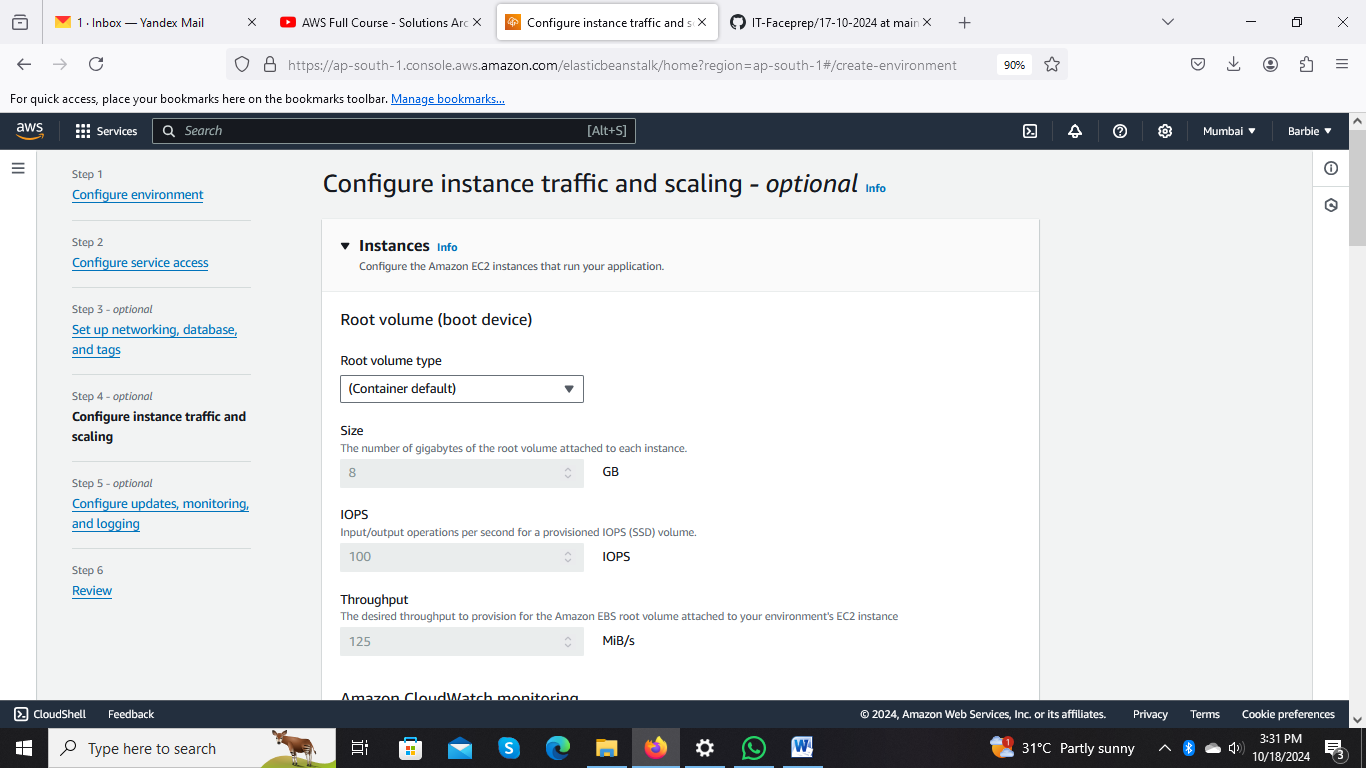 1 · Inbox — Yandex Mail
AWS Full Course - Solutions Arc
Configure instance traffic and s
IT-Faceprep/17-10-2024 at main
https://ap-south-1.console.aws.amazon.com/elasticbeanstalk/home?region=ap-south-1#/create-environment
90%
For quick access, place your bookmarks here on the bookmarks toolbar. Manage bookmarks...
aws
Services
Search
[Alt+S]
Mumbai
Barbie
Step 1
Configure environment
Step 2
Configure service access
Step 3 - optional
Set up networking, database,
and tags
Step 4 - optional
Configure instance traffic and
scaling
Step 5 - optional
Configure updates, monitoring,
and logging
Step 6
Review
Configure instance traffic and scaling - optional Info
Instances Info
Configure the Amazon EC2 instances that run your application.
Root volume (boot device)
Root volume type
(Container default)
Size
The number of gigabytes of the root volume attached to each instance.
8 GB
IOPS
Input/output operations per second for a provisioned IOPS (SSD) volume.
100 IOPS
Throughput
The desired throughput to provision for the Amazon EBS root volume attached to your environment's EC2 instance
125 MiB/s
Amazon CloudWatch monitoring
CloudShell
Feedback
© 2024, Amazon Web Services, Inc. or its affiliates.
Privacy
Terms
Cookie preferences
Type here to search
1
31°C Partly sunny
3:31 PM
10/18/2024
3